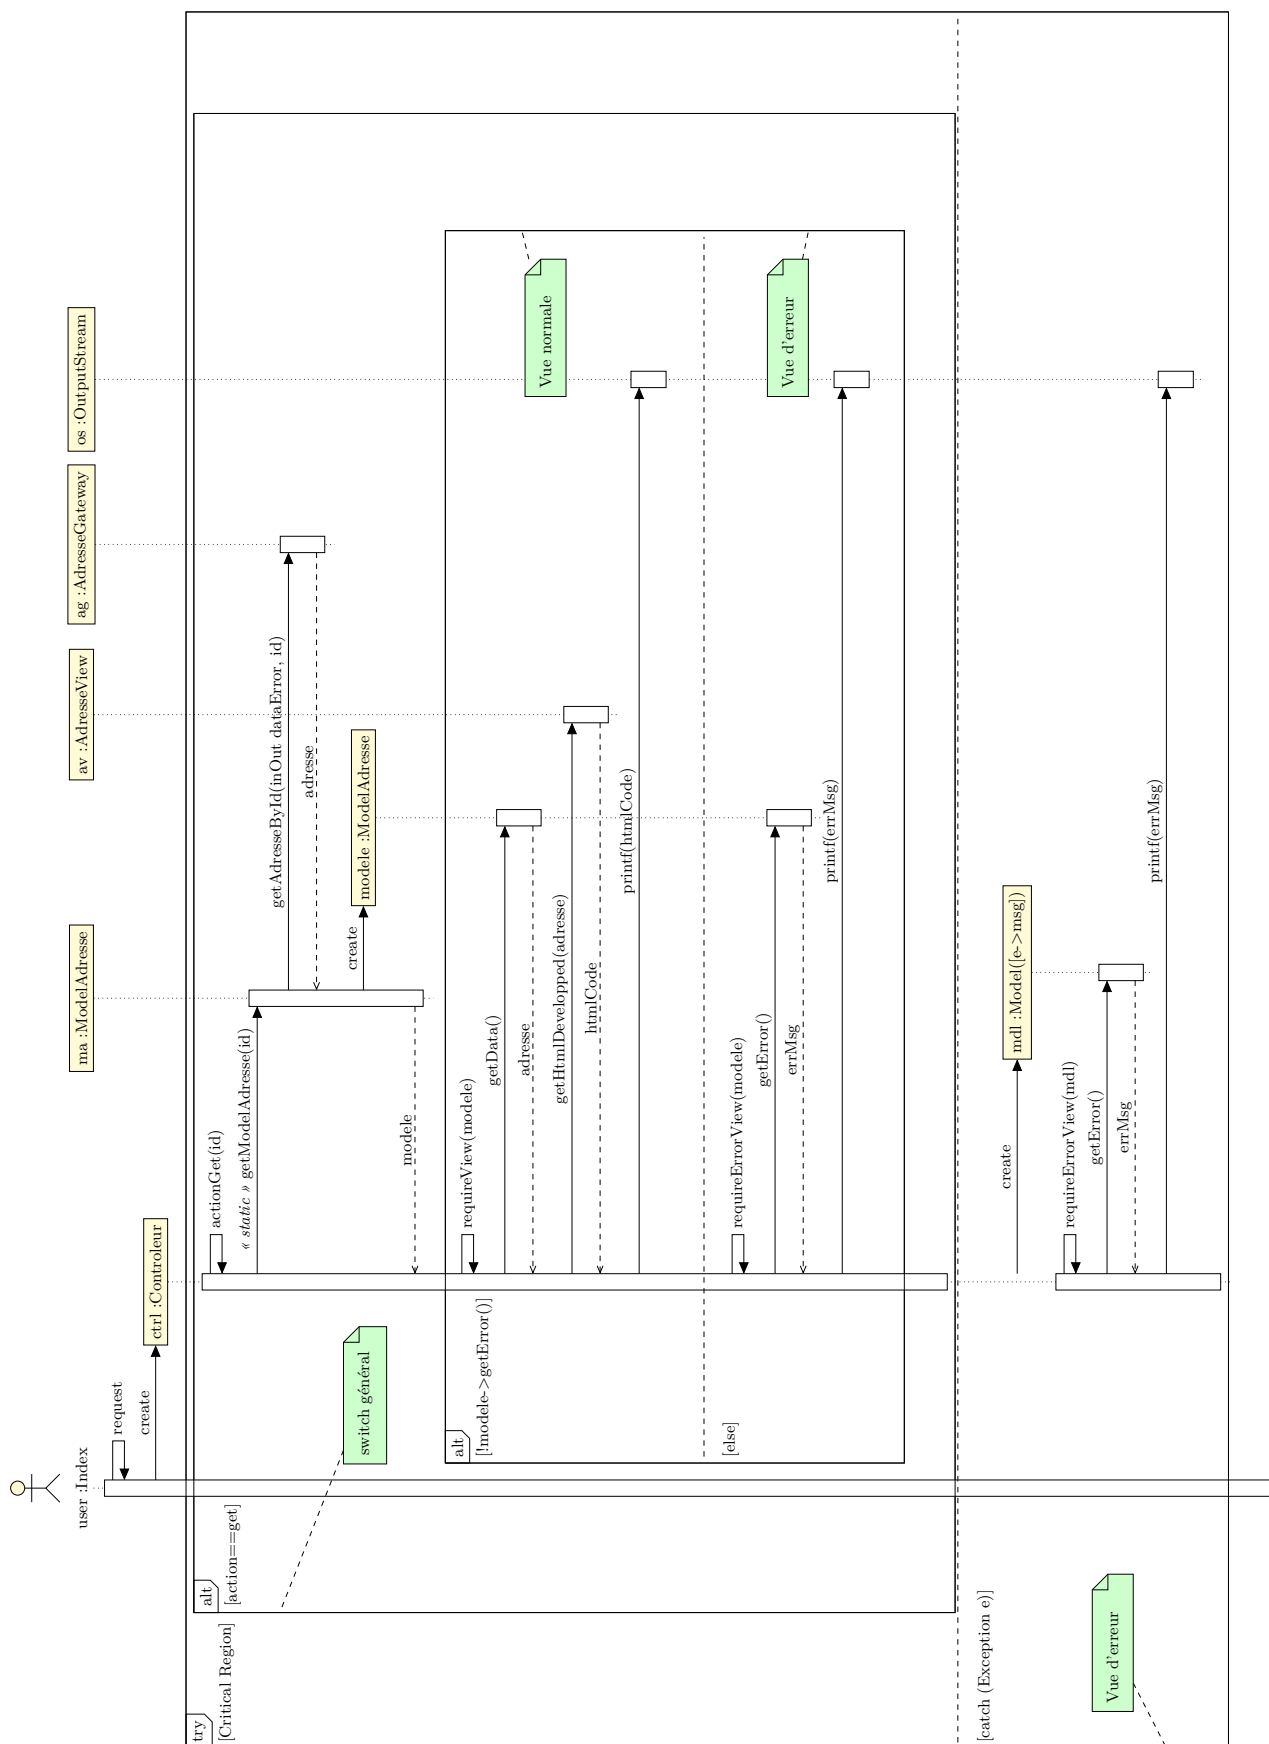 user :Index
ma :ModelAdresse
av :AdresseView
ag :AdresseGateway
os :OutputStream
request
create
ctrl :Controleur
try
[Critical Region]
alt
[action==get]
actionGet(id)
« static » getModelAdresse(id)
getAdresseById(inOut dataError, id)
adresse
switch général
create
modele :ModelAdresse
modele
alt
[!modele->getError()]
requireView(modele)
getData()
Vue normale
adresse
getHtmlDevelopped(adresse)
htmlCode
printf(htmlCode)
[else]
requireErrorView(modele)
getError()
Vue d'erreur
errMsg
printf(errMsg)
[catch (Exception e)]
create
mdl :Model([e->msg])
requireErrorView(mdl)
getError()
Vue d'erreur
errMsg
printf(errMsg)